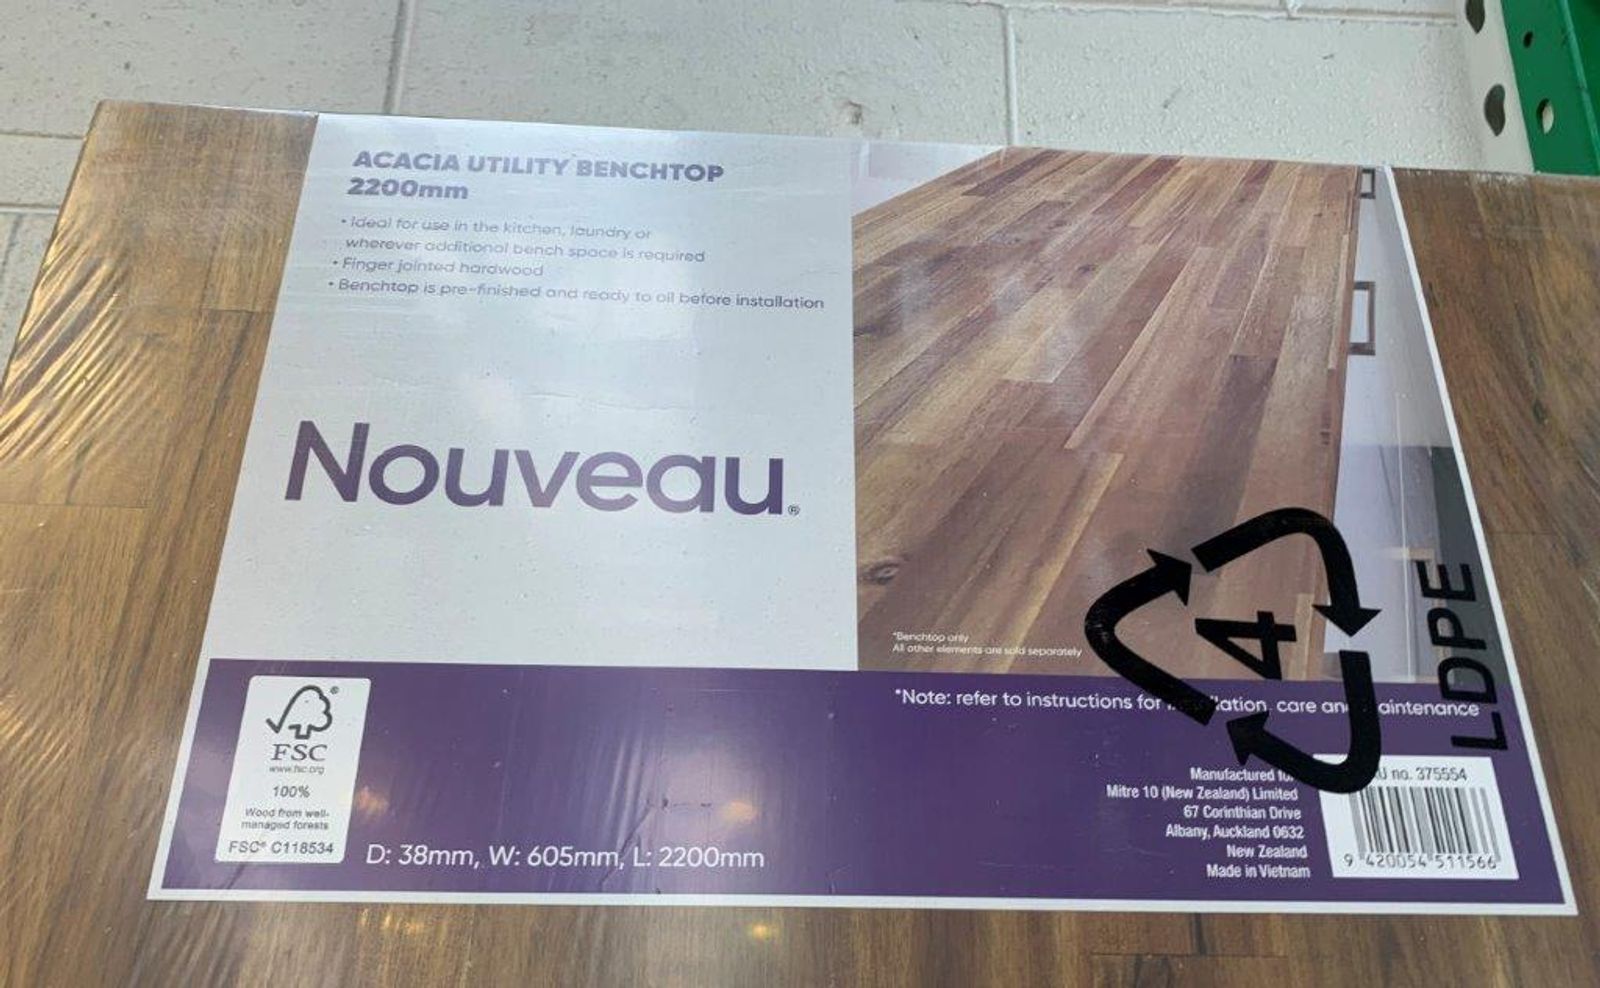 ACACIA UTILITY BENCHTOP
2200mm
• Ideal for use in the kitchen, laundry or
wherever additional bench space is required
• Finger jointed hardwood
• Benchtop is pre-finished and ready to oil before installation
Nouveau®
*Benchtop only
All other elements are sold separately
4
LDPE
*Note: refer to instructions for care
FSC®
www.fsc.org
100%
Wood from well-
managed forests
FSC® C118534
D: 38mm, W: 605mm, L: 2200mm
Manufactured
Mitre 10 (New Zealand) Limited
67 Corinthian Drive
Albany, Auckland 0632
New Zealand
Made in Vietnam
no. 375554
9 420054 511566